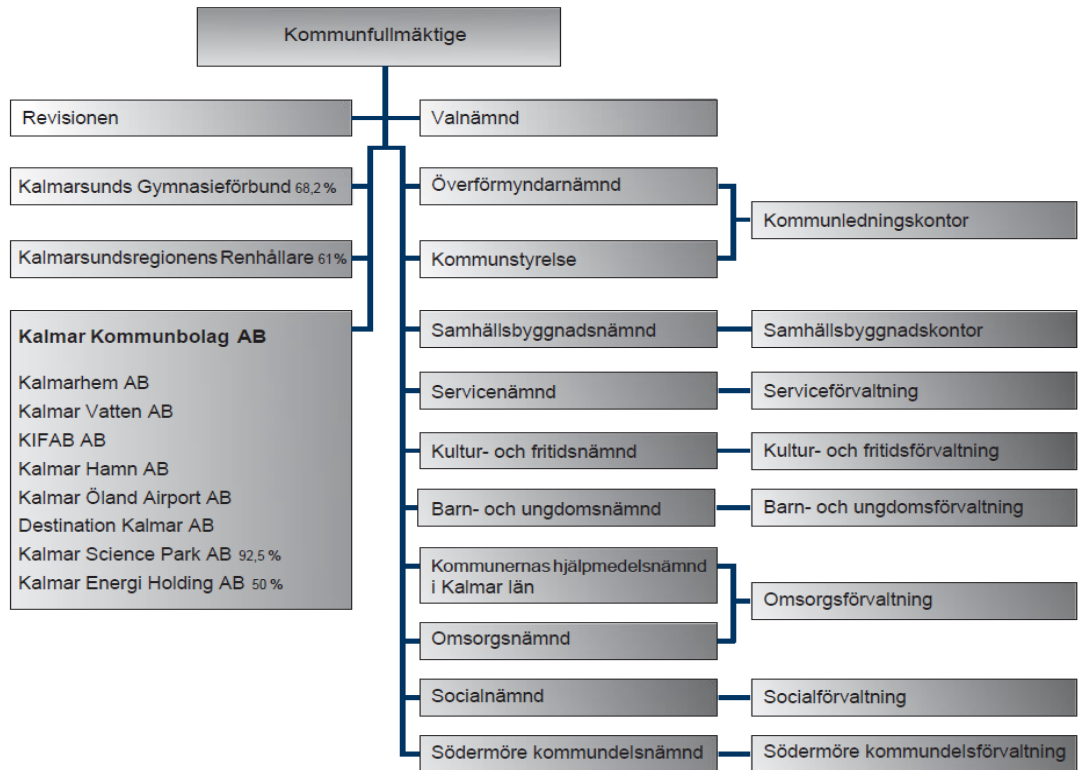 Kommunfullmäktige
Revisionen
Valnämnd
Kalmarsunds Gymnasieförbund 68,2 %
Överförmyndarnämnd
Kommunledningskontor
Kalmarsundsregionens Renhållare 61%
Kommunstyrelse
Kalmar Kommunbolag AB
Kalmarhem AB
Kalmar Vatten AB
KIFAB AB
Kalmar Hamn AB
Kalmar Öland Airport AB
Destination Kalmar AB
Kalmar Science Park AB 92,5 %
Kalmar Energi Holding AB 50 %
Samhällsbyggnadsnämnd
Samhällsbyggnadskontor
Servicenämnd
Serviceförvaltning
Kultur- och fritidsnämnd
Kultur- och fritidsförvaltning
Barn- och ungdomsnämnd
Barn- och ungdomsförvaltning
Kommunernas hjälpmedelsnämnd
i Kalmar län
Omsorgsförvaltning
Omsorgsnämnd
Socialnämnd
Socialförvaltning
Södermöre kommundelsnämnd
Södermöre kommundelsförvaltning